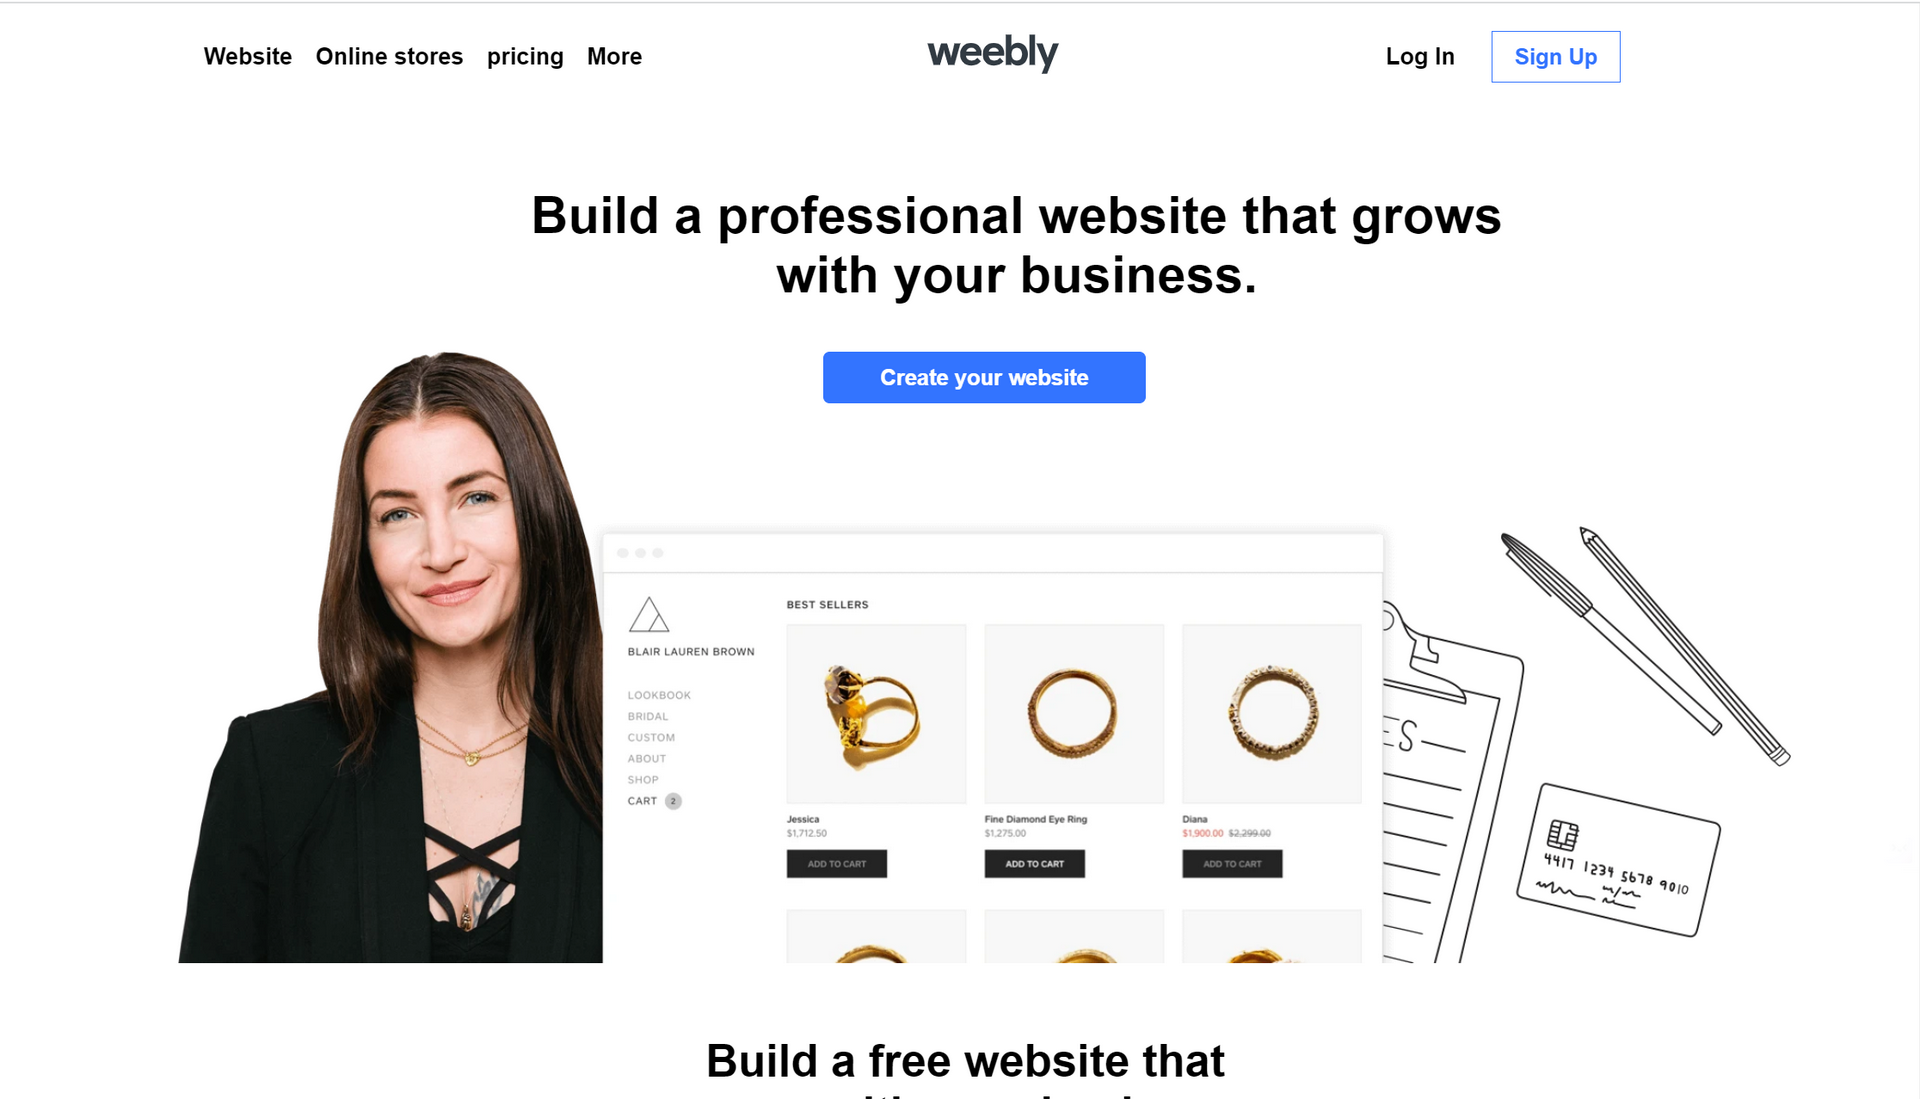 Website Online stores pricing More
weebly
Log In
Sign Up
Build a professional website that grows
with your business.
Create your website
BEST SELLERS
BLAIR LAUREN BROWN
LOOKBOOK
BRIDAL
CUSTOM
ABOUT
SHOP
CART 2
Jessica
$1,712.50
ADD TO CART
Fine Diamond Eye Ring
$1,275.00
ADD TO CART
Diana
$1,900.00 $2,299.00
ADD TO CART
ES
4417 1234 5678 9010
Build a free website that